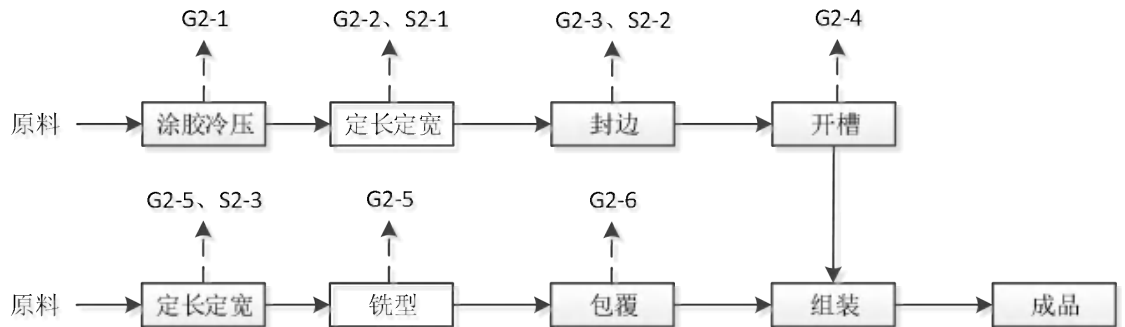 G2-1 G2-2、S2-1 G2-3、S2-2 G2-4
原料 涂胶冷压 定长定宽 封边 开槽
G2-5、S2-3 G2-5 G2-6
原料 定长定宽 铣型 包覆 组装 成品